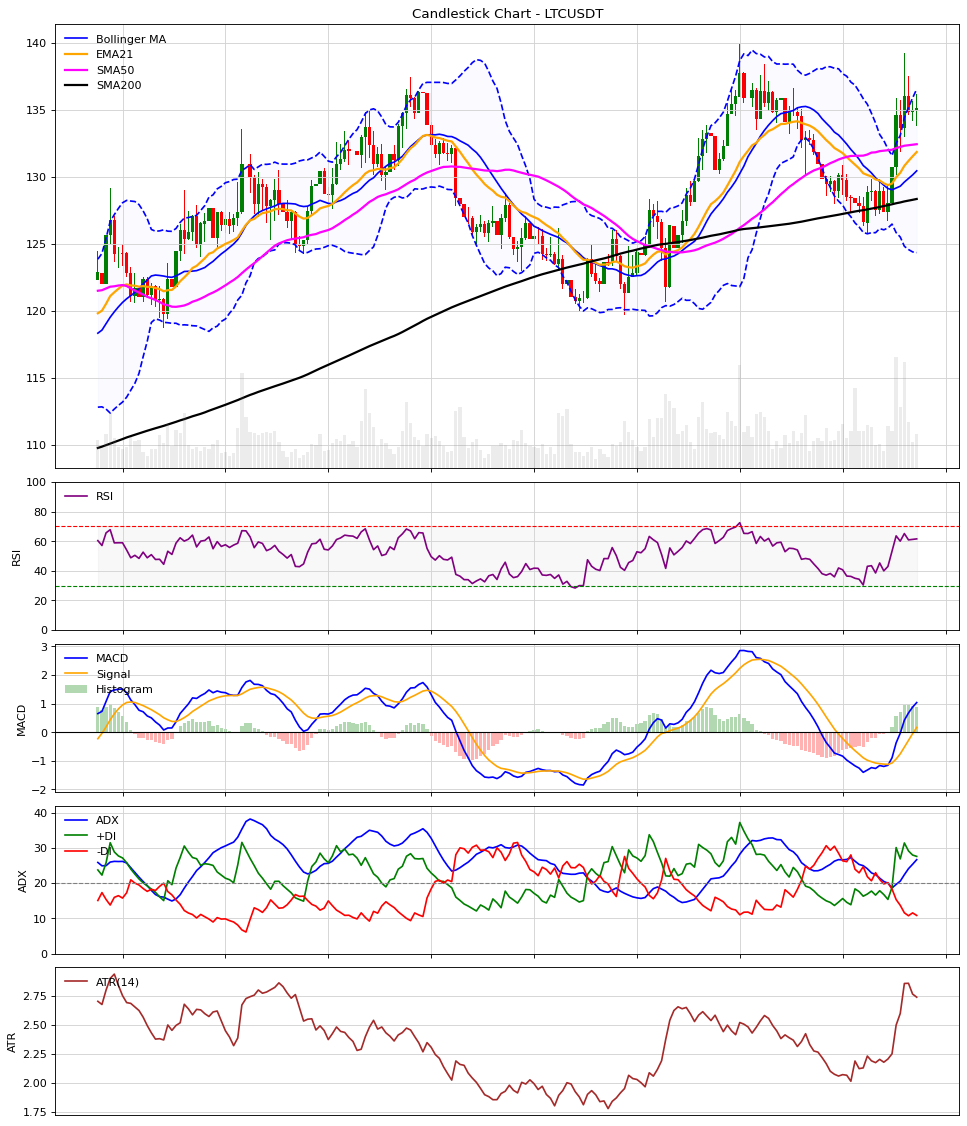 Candlestick Chart - LTCUSDT
Bollinger MA
EMA21
SMA50
SMA200
140
135
130
125
120
115
110
RSI
100
80
60
40
20
0
RSI
MACD
Signal
Histogram
3
2
1
0
−1
−2
MACD
ADX
+DI
-DI
40
30
20
10
0
ADX
ATR(14)
2.75
2.50
2.25
2.00
1.75
ATR